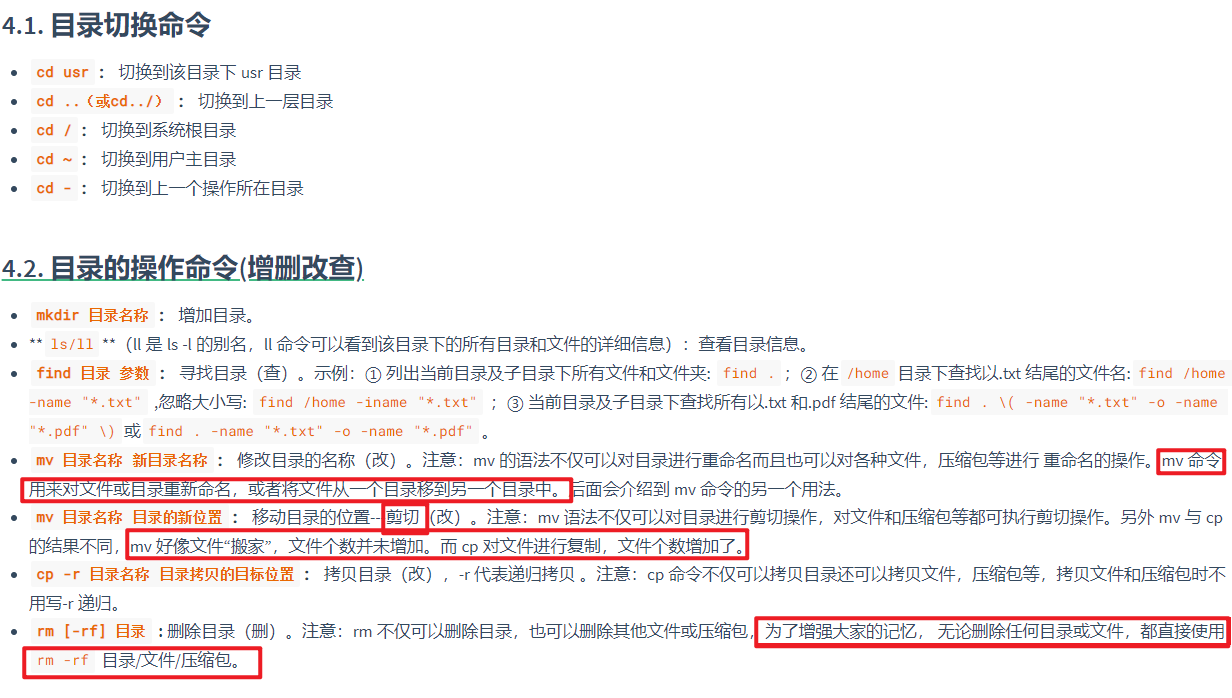 4.1. 目录切换命令
• cd usr ： 切换到该目录下 usr 目录
• cd ..（或cd../） ： 切换到上一层目录
• cd / ： 切换到系统根目录
• cd ~ ： 切换到用户主目录
• cd - ： 切换到上一个操作所在目录
4.2. 目录的操作命令(增删改查)
• mkdir 目录名称 ： 增加目录。
• ** ls/ll **（ll 是 ls -l 的别名，ll 命令可以看到该目录下的所有目录和文件的详细信息）：查看目录信息。
• find 目录 参数 ： 寻找目录（查）。示例：① 列出当前目录及子目录下所有文件和文件夹: find . ；② 在 /home 目录下查找以.txt 结尾的文件名: find /home
-name "*.txt" ,忽略大小写: find /home -iname "*.txt" ；③ 当前目录及子目录下查找所有以.txt 和.pdf 结尾的文件: find . \( -name "*.txt" -o -name
"*.pdf" \) 或 find . -name "*.txt" -o -name "*.pdf" 。
• mv 目录名称 新目录名称 ： 修改目录的名称（改）。注意：mv 的语法不仅可以对目录进行重命名而且也可以对各种文件，压缩包等进行 重命名的操作。mv 命令
用来对文件或目录重新命名，或者将文件从一个目录移到另一个目录中。后面会介绍到 mv 命令的另一个用法。
• mv 目录名称 目录的新位置 ： 移动目录的位置--剪切（改）。注意：mv 语法不仅可以对目录进行剪切操作，对文件和压缩包等都可执行剪切操作。另外 mv 与 cp
的结果不同，mv 好像文件“搬家”，文件个数并未增加。而 cp 对文件进行复制，文件个数增加了。
• cp -r 目录名称 目录拷贝的目标位置 ： 拷贝目录（改），-r 代表递归拷贝 。注意：cp 命令不仅可以拷贝目录还可以拷贝文件，压缩包等，拷贝文件和压缩包时不
用写-r 递归。
• rm [-rf] 目录 ：删除目录（删）。注意：rm 不仅可以删除目录，也可以删除其他文件或压缩包，为了增强大家的记忆， 无论删除任何目录或文件，都直接使用
rm -rf 目录/文件/压缩包。